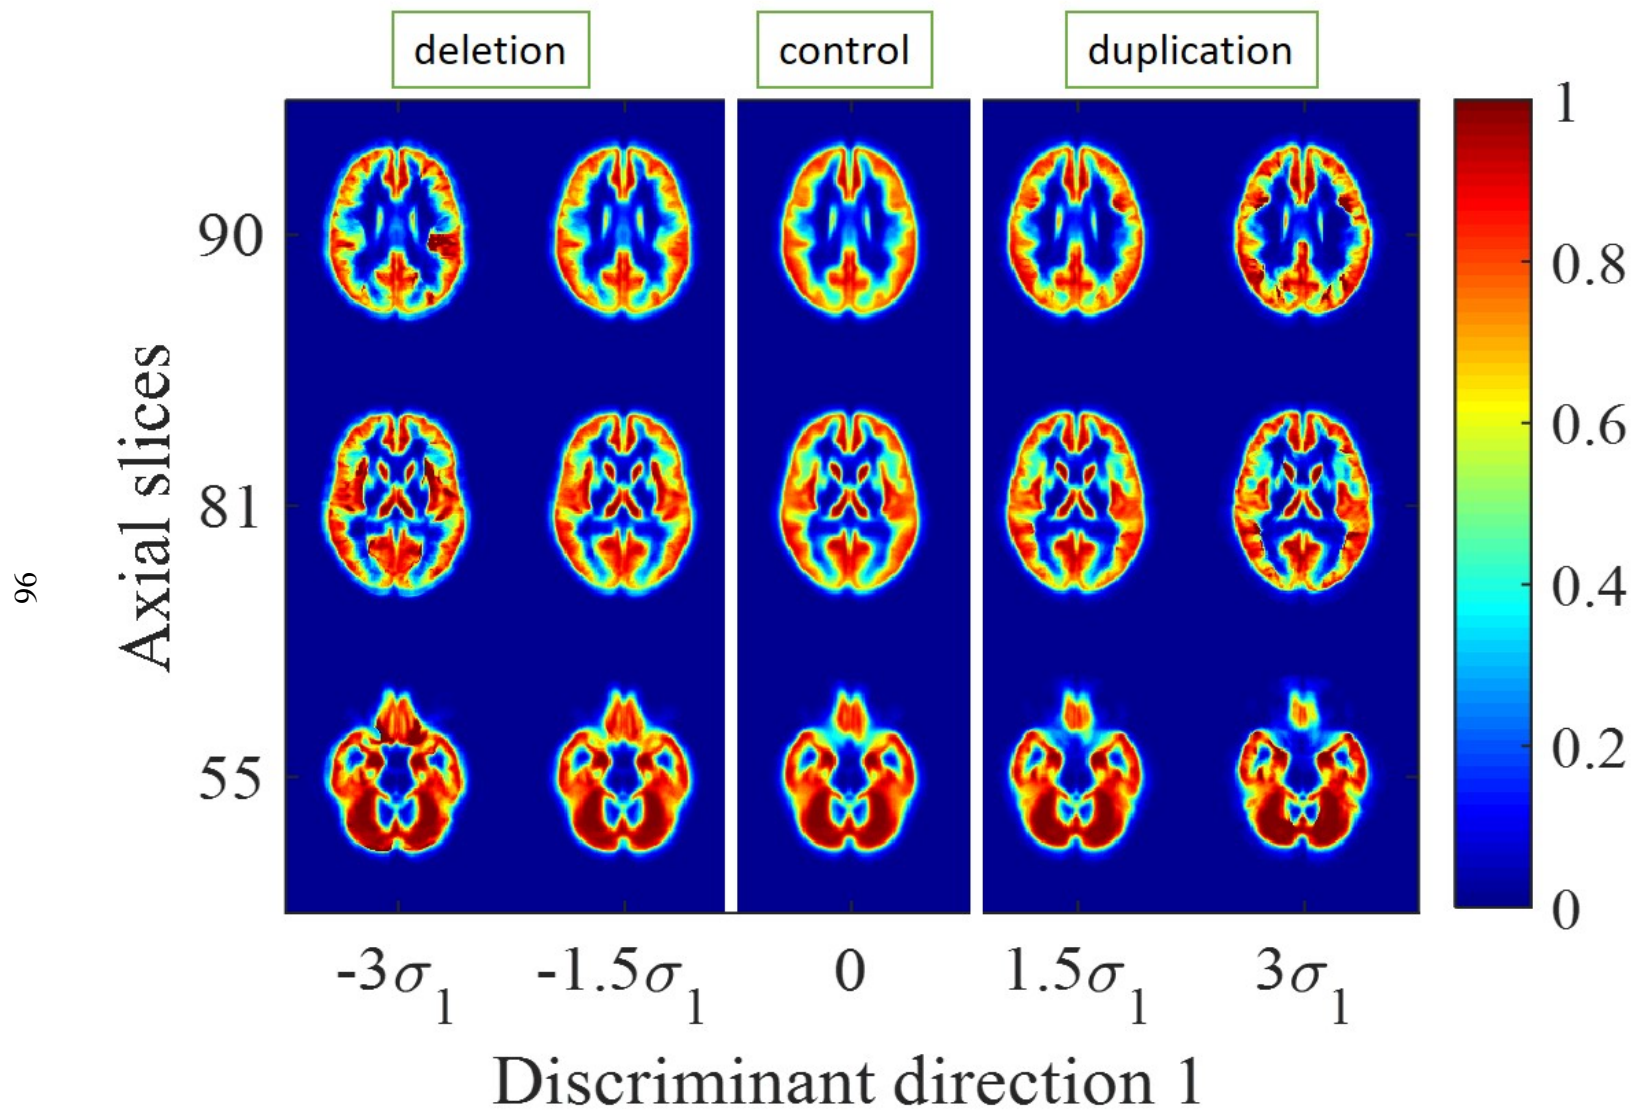 deletion control duplication
1
0.8
0.6
0.4
0.2
0
90
81
55
Axial slices
-3σ1 -1.5σ1 0 1.5σ1 3σ1
Discriminant direction 1
96